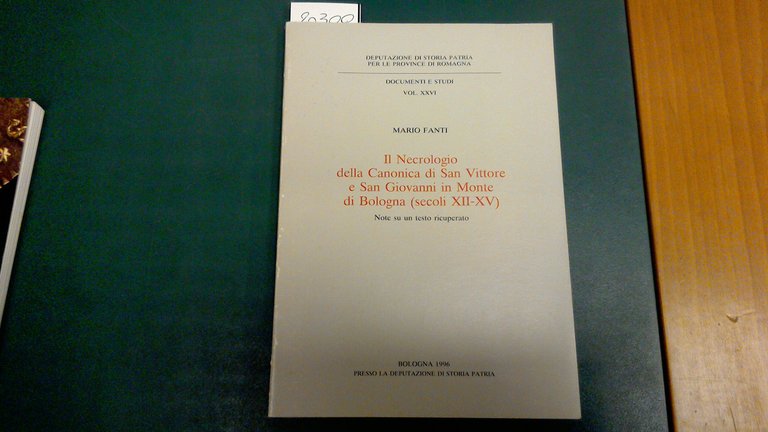 20300
DEPUTAZIONE DI STORIA PATRIA
PER LE PROVINCE DI ROMAGNA
DOCUMENTI E STUDI
VOL. XXVI
MARIO FANTI
Il Necrologio
della Canonica di San Vittore
e San Giovanni in Monte
di Bologna (secoli XII-XV)
Note su un testo ricuperato
BOLOGNA 1996
PRESSO LA DEPUTAZIONE DI STORIA PATRIA